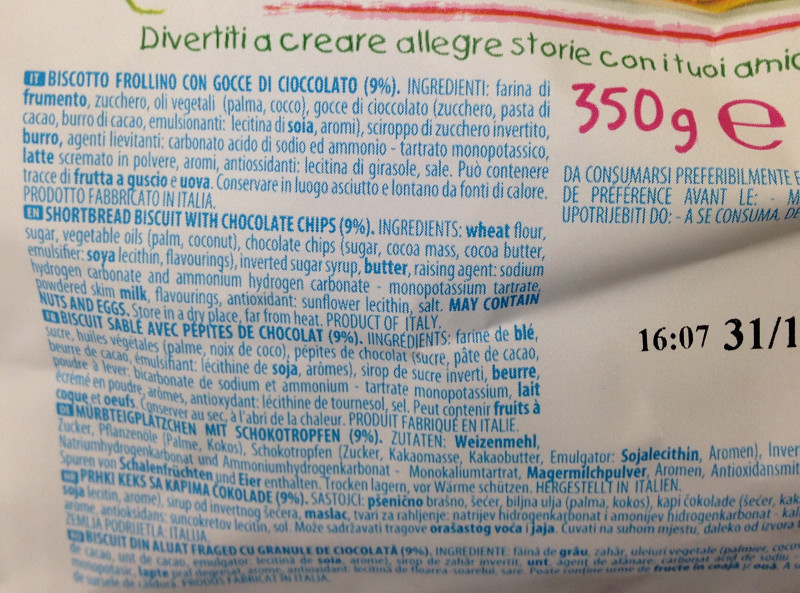 Divertiti a creare allegre storie con i tuoi
IT BISCOTTO FROLLINO CON GOCCE DI CIOCCOLATO (9%). INGREDIENTI: farina di
frumento, zucchero, oli vegetali (palma, cocco), gocce di cioccolato (zucchero, pasta di
cacao, burro di cacao, emulsionanti: lecitina di soia, aromi), sciroppo di zucchero invertito,
burro, agenti lievitanti: carbonato acido di sodio ed ammonio - tartrato monopotassico,
latte scremato in polvere, aromi, antiossidanti: lecitina di girasole, sale. Può contenere
tracce di frutta a guscio e uova. Conservare in luogo asciutto e lontano da fonti di calore.
PRODOTTO FABBRICATO IN ITALIA.
350g e
DA CONSUMARSI PREFERIBILMENTE E
DE PRÉFÉRENCE AVANT LE: - M
UPOTRIJEBITI DO: - A SE CONSUMA DE
EN SHORTBREAD BISCUIT WITH CHOCOLATE CHIPS (9%). INGREDIENTS: wheat flour,
sugar, vegetable oils (palm, coconut), chocolate chips (sugar, cocoa mass, cocoa butter,
emulsifier: soya lecithin, flavourings), inverted sugar syrup, butter, raising agent: sodium
hydrogen carbonate and ammonium hydrogen carbonate - monopotassium tartrate,
powdered skim milk, flavourings, antioxidant: sunflower lecithin, salt. MAY CONTAIN
NUTS AND EGGS. Store in a dry place, far from heat. PRODUCT OF ITALY.
16:07 31/1
FR BISCUIT SABLÉ AVEC PÉPITES DE CHOCOLAT (9%). INGRÉDIENTS: farine de blé,
sucre, huiles végétales (palme, noix de coco), pépites de chocolat (sucre, pâte de cacao,
beurre de cacao, émulsifiant: lécithine de soja, arômes), sirop de sucre inverti, beurre,
poudre à lever: bicarbonate de sodium et ammonium - tartrate monopotassium, lait
écrémé en poudre, arômes, antioxydant: lécithine de tournesol, sel. Peut contenir fruits à
coque et oeufs. Conserver au sec, à l'abri de la chaleur. PRODUIT FABRIQUÉ EN ITALIE.
DE MÜRBTEIGPLÄTZCHEN MIT SCHOKOTROPFEN (9%). ZUTATEN: Weizenmehl,
Zucker, Pflanzenöle (Palme, Kokos), Schokotropfen (Zucker, Kakaomasse, Kakaobutter, Emulgator: Sojalecithin, Aromen), Inver
Natriumhydrogenkarbonat und Ammoniumhydrogenkarbonat - Monokaliumtartrat, Magermilchpulver, Aromen, Antioxidansmit
Spuren von Schalenfrüchten und Eier enthalten. Trocken lagern, vor Wärme schützen. HERGESTELLT IN ITALIEN.
PRHKI KEKS SA KAPIMA ČOKOLADE (9%). SASTOJCI: pšenično brašno, šećer, biljna ulja (palma, kokos), kapi čokolade (šećer, kak
soja lecitin, arome), sirup od invertnog šećera, maslac, tvari za rahljenje: natrijev hidrogenkarbonat i amonijev hidrogenkarbonat - kal
arome, antioksidans: suncokretov lecitin, sol. Može sadržavati tragove orašastog voća i jaja. Čuvati na suhom mjestu, daleko od izvora
ZEMLJA PODRIJETLA: ITALIJA.
BISCUIT DIN ALUAT FRAGED CU GRANULE DE CIOCOLATĂ (9%). INGREDIENTE: făină de grâu, zahăr, uleiuri vegetale (palmier, cocos
de cacao, unt de cacao, emulgator: lecitină de soia, arome), sirop de zahăr invertit, unt, agent de afânare: carbonat acid de sodiu -
monopotasic, lapte praf degresat, arome, antioxidant: lecitină de floarea-soarelui, sare. Poate conține urme de fructe în coajă și ouă. A
de sursele de căldură. PRODUS FABRICAT IN ITALIA.